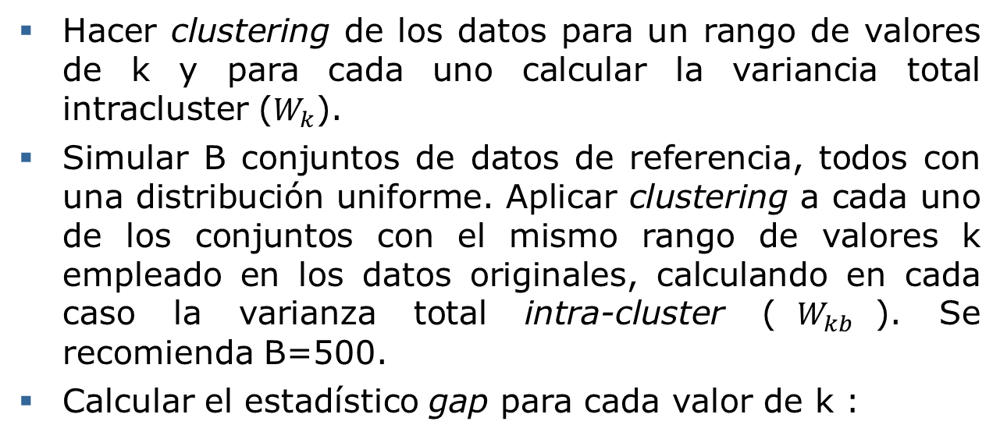 ▪ Hacer clustering de los datos para un rango de valores
de k y para cada uno calcular la variancia total
intracluster (W_k).
▪ Simular B conjuntos de datos de referencia, todos con
una distribución uniforme. Aplicar clustering a cada uno
de los conjuntos con el mismo rango de valores k
empleado en los datos originales, calculando en cada
caso la varianza total intra-cluster ( W_kb ). Se
recomienda B=500.
▪ Calcular el estadístico gap para cada valor de k :